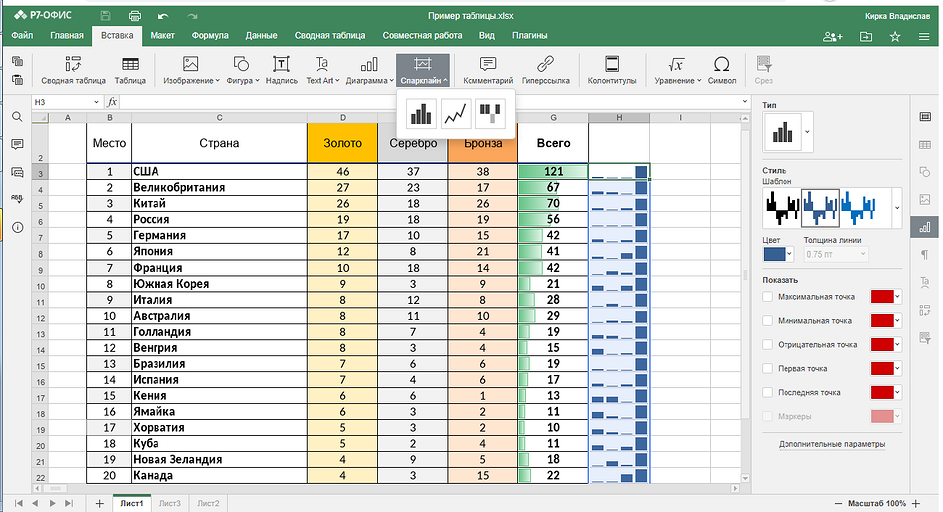 Р7-ОФИС Пример таблицы.xlsx Кирка Владислав
Файл Главная Вставка Макет Формула Данные Сводная таблица Совместная работа Вид Плагины
Сводная таблица Таблица Изображение Фигура Надпись Text Art Диаграмма Спарклайн Комментарий Гиперссылка Колонтитулы Уравнение Символ Срез
H3 fx
A B C D E F G H I
2 Место Страна Золото Серебро Бронза Всего
3 1 США 46 37 38 121
4 2 Великобритания 27 23 17 67
5 3 Китай 26 18 26 70
6 4 Россия 19 18 19 56
7 5 Германия 17 10 15 42
8 6 Япония 12 8 21 41
9 7 Франция 10 18 14 42
10 8 Южная Корея 9 3 9 21
11 9 Италия 8 12 8 28
12 10 Австралия 8 11 10 29
13 11 Голландия 8 7 4 19
14 12 Венгрия 8 3 4 15
15 13 Бразилия 7 6 6 19
16 14 Испания 7 4 6 17
17 15 Кения 6 6 1 13
18 16 Ямайка 6 3 2 11
19 17 Хорватия 5 3 2 10
20 18 Куба 5 2 4 11
21 19 Новая Зеландия 4 9 5 18
22 20 Канада 4 3 15 22
Тип
Стиль
Шаблон
Цвет Толщина линии
0.75 пт
Показать
Максимальная точка
Минимальная точка
Отрицательная точка
Первая точка
Последняя точка
Маркеры
Дополнительные параметры
Лист1 Лист3 Лист2 Масштаб 100%